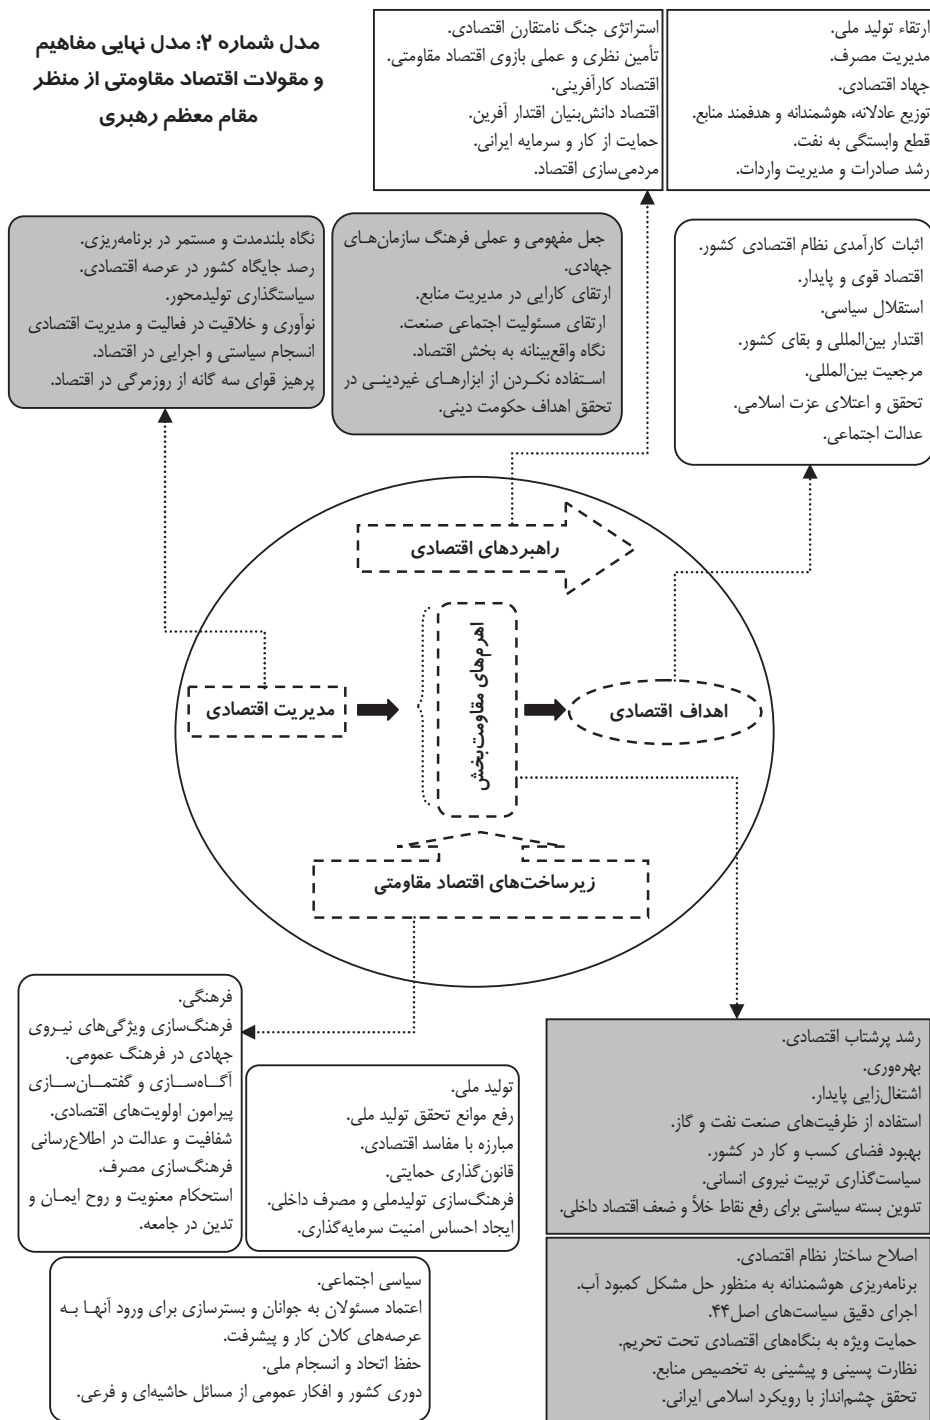 مدل شماره ۲: مدل نهایی مفاهیم
و مقولات اقتصاد مقاومتی از منظر
مقام معظم رهبری
ارتقاء تولید ملی.
مدیریت مصرف.
جهاد اقتصادی.
توزیع عادلانه، هوشمندانه و هدفمند منابع.
قطع وابستگی به نفت.
رشد صادرات و مدیریت واردات.
استراتژی جنگ نامتقارن اقتصادی.
تأمین نظری و عملی بازوی اقتصاد مقاومتی.
اقتصاد کارآفرینی.
اقتصاد دانش‌بنیان اقتدار آفرین.
حمایت از کار و سرمایه ایرانی.
مردمی‌سازی اقتصاد.
اثبات کارآمدی نظام اقتصادی کشور.
اقتصاد قوی و پایدار.
استقلال سیاسی.
اقتدار بین‌المللی و بقای کشور.
مرجعیت بین‌المللی.
تحقق و اعتلای عزت اسلامی.
عدالت اجتماعی.
جعل مفهومی و عملی فرهنگ سازمان‌هـای
جهادی.
ارتقای کارایی در مدیریت منابع.
ارتقای مسئولیت اجتماعی صنعت.
نگاه واقع‌بینانه به بخش اقتصاد.
اسـتفاده نکـردن از ابزارهـای غیردینـی در
تحقق اهداف حکومت دینی.
نگاه بلندمدت و مستمر در برنامه‌ریزی.
رصد جایگاه کشور در عرصه اقتصادی.
سیاستگذاری تولیدمحور.
نوآوری و خلاقیت در فعالیت و مدیریت اقتصادی
انسجام سیاستی و اجرایی در اقتصاد.
پرهیز قوای سه گانه از روزمرگی در اقتصاد.
راهبردهای اقتصادی
اهرم‌های مقاومت‌بخش
مدیریت اقتصادی
اهداف اقتصادی
زیرساخت‌های اقتصاد مقاومتی
فرهنگی.
فرهنگ‌سازی ویژگی‌های نیـروی
جهادی در فرهنگ عمومی.
آگـاه‌سـازی و گفتمـان‌سـازی
پیرامون اولویت‌های اقتصادی.
شفافیت و عدالت در اطلاع‌رسانی
فرهنگ‌سازی مصرف.
استحکام معنویت و روح ایمـان و
تدین در جامعه.
تولید ملی.
رفع موانع تحقق تولید ملی.
مبارزه با مفاسد اقتصادی.
قانون‌گذاری حمایتی.
فرهنگ‌سازی تولیدملی و مصرف داخلی.
ایجاد احساس امنیت سرمایه‌گذاری.
سیاسی اجتماعی.
اعتماد مسئولان به جوانان و بسترسازی برای ورود آنهـا بـه
عرصه‌های کلان کار و پیشرفت.
حفظ اتحاد و انسجام ملی.
دوری کشور و افکار عمومی از مسائل حاشیه‌ای و فرعی.
رشد پرشتاب اقتصادی.
بهره‌وری.
اشتغال‌زایی پایدار.
استفاده از ظرفیت‌های صنعت نفت و گاز.
بهبود فضای کسب و کار در کشور.
سیاست‌گذاری تربیت نیروی انسانی.
تدوین بسته سیاستی برای رفع نقاط خلأ و ضعف اقتصاد داخلی.
اصلاح ساختار نظام اقتصادی.
برنامه‌ریزی هوشمندانه به منظور حل مشکل کمبود آب.
اجرای دقیق سیاست‌های اصل۴۴.
حمایت ویژه به بنگاه‌های اقتصادی تحت تحریم.
نظارت پسینی و پیشینی به تخصیص منابع.
تحقق چشم‌انداز با رویکرد اسلامی ایرانی.